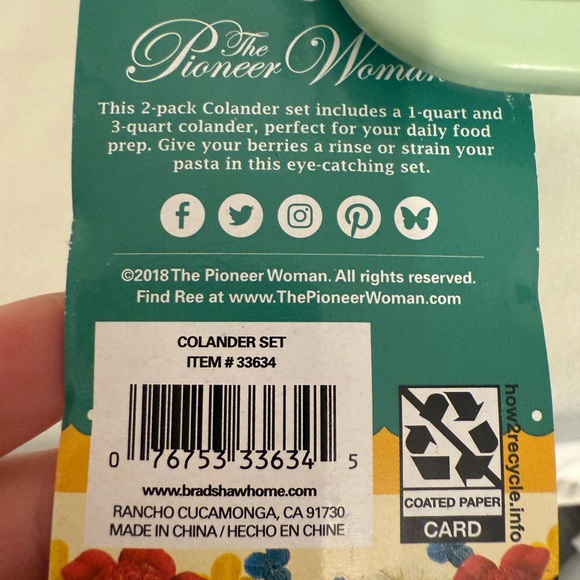 The
Pioneer Woman
This 2-pack Colander set includes a 1-quart and
3-quart colander, perfect for your daily food
prep. Give your berries a rinse or strain your
pasta in this eye-catching set.
©2018 The Pioneer Woman. All rights reserved.
Find Ree at www.ThePioneerWoman.com
COLANDER SET
ITEM # 33634
0 76753 33634 5
www.bradshawhome.com
RANCHO CUCAMONGA, CA 91730
MADE IN CHINA / HECHO EN CHINE
COATED PAPER
CARD
how2recycle.info